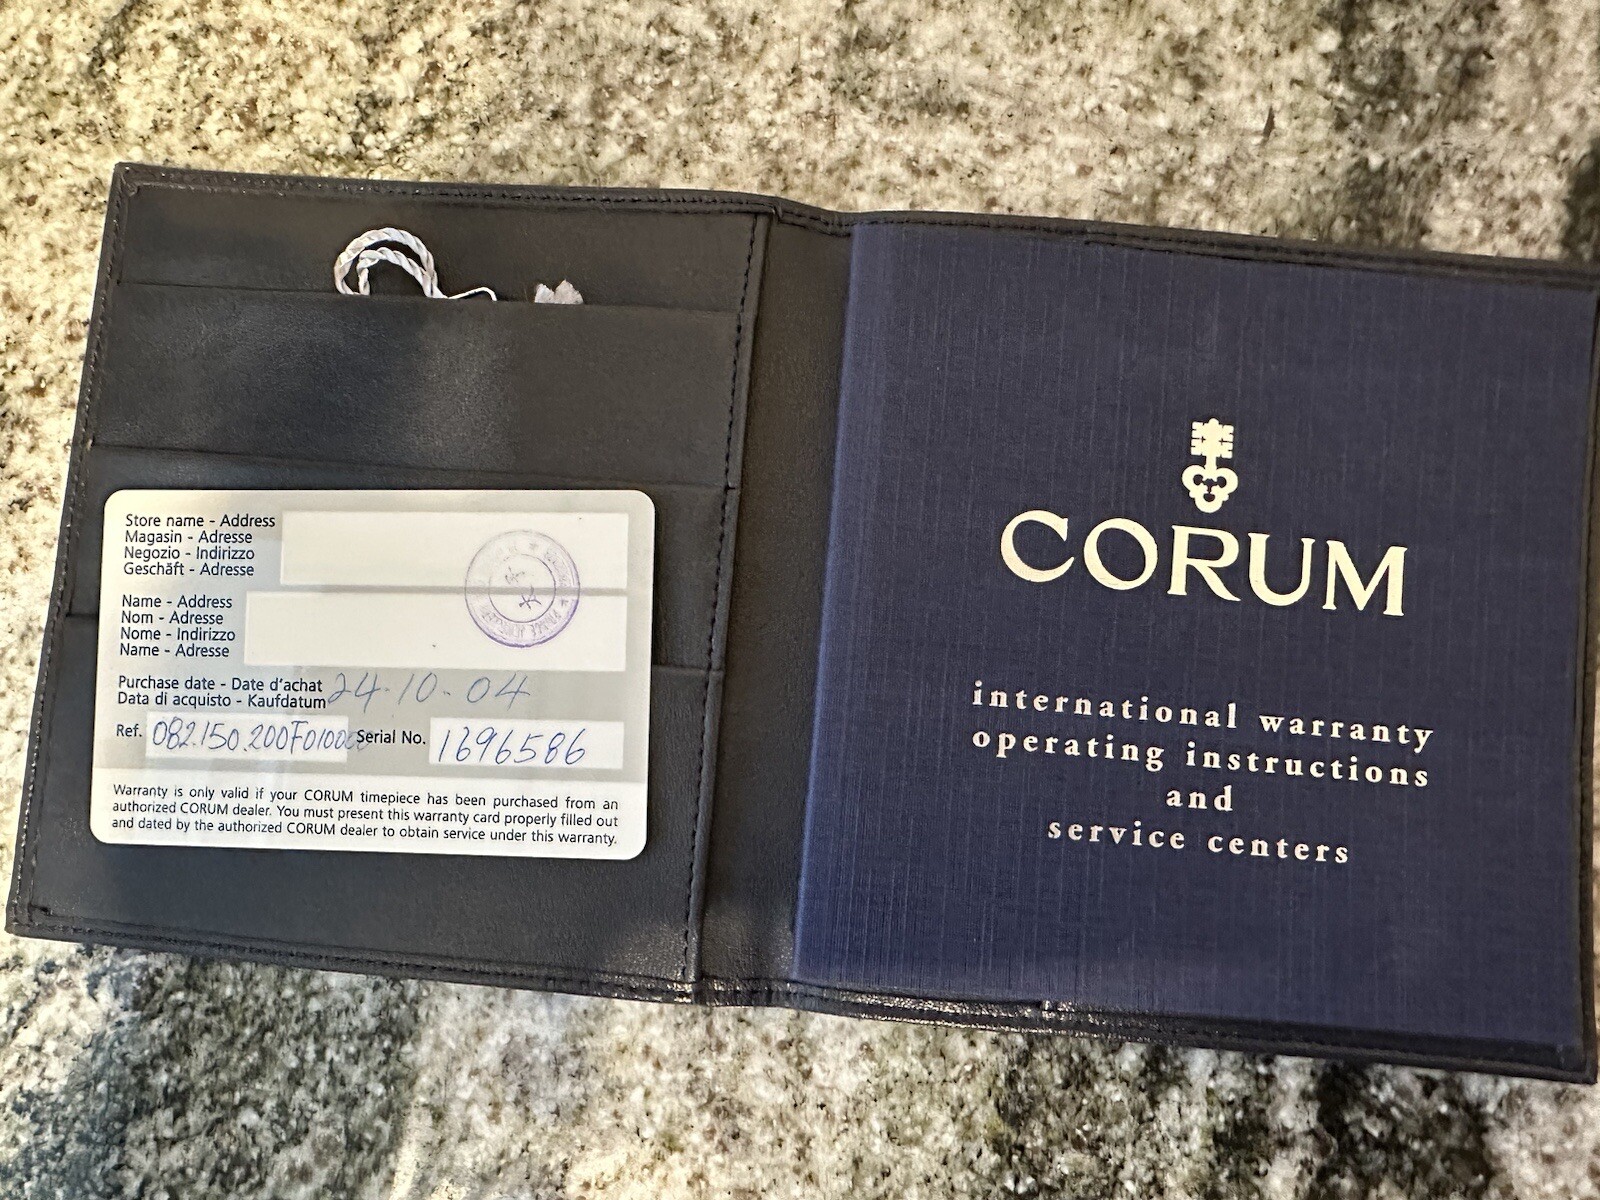 Store name - Address
Magasin - Adresse
Negozio - Indirizzo
Geschäft - Adresse
Name - Address
Nom - Adresse
Nome - Indirizzo
Name - Adresse
Purchase date - Date d'achat 24-10-04
Data di acquisto - Kaufdatum
Ref. 082.150.200F0100 Serial No. 1696586
Warranty is only valid if your CORUM timepiece has been purchased from an
authorized CORUM dealer. You must present this warranty card properly filled out
and dated by the authorized CORUM dealer to obtain service under this warranty.
CORUM
international warranty
operating instructions
and
service centers